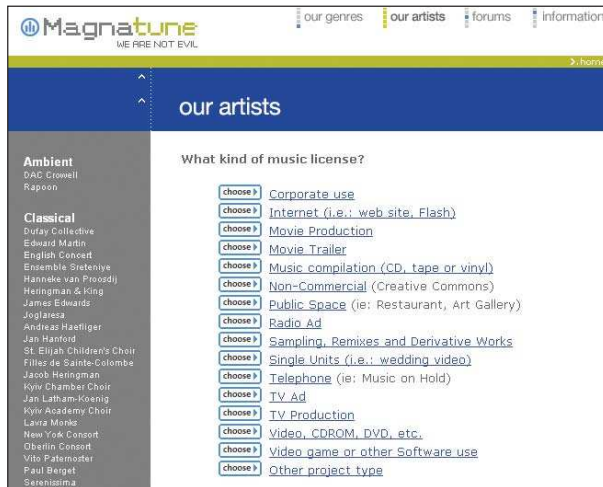 Magnatune
WE ARE NOT EVIL
our genres
our artists
forums
information
>.home
our artists
Ambient
DAC Crowell
Rapoon
Classical
Dufay Collective
Edward Martin
English Concert
Ensemble Sreteniye
Hanneke van Proosdij
Heringman & King
James Edwards
Joglaresa
Andreas Haefliger
Jan Hanford
St. Elijah Children's Choir
Filles de Sainte-Colombe
Jacob Heringman
Kyiv Chamber Choir
Jan Latham-Koenig
Kyiv Academy Choir
Lavra Monks
New York Consort
Oberlin Consort
Vito Paternoster
Paul Berget
Serenissima
What kind of music license?
choose Corporate use
choose Internet (i.e.: web site, Flash)
choose Movie Production
choose Movie Trailer
choose Music compilation (CD, tape or vinyl)
choose Non-Commercial (Creative Commons)
choose Public Space (ie: Restaurant, Art Gallery)
choose Radio Ad
choose Sampling, Remixes and Derivative Works
choose Single Units (i.e.: wedding video)
choose Telephone (ie: Music on Hold)
choose TV Ad
choose TV Production
choose Video, CDROM, DVD, etc.
choose Video game or other Software use
choose Other project type